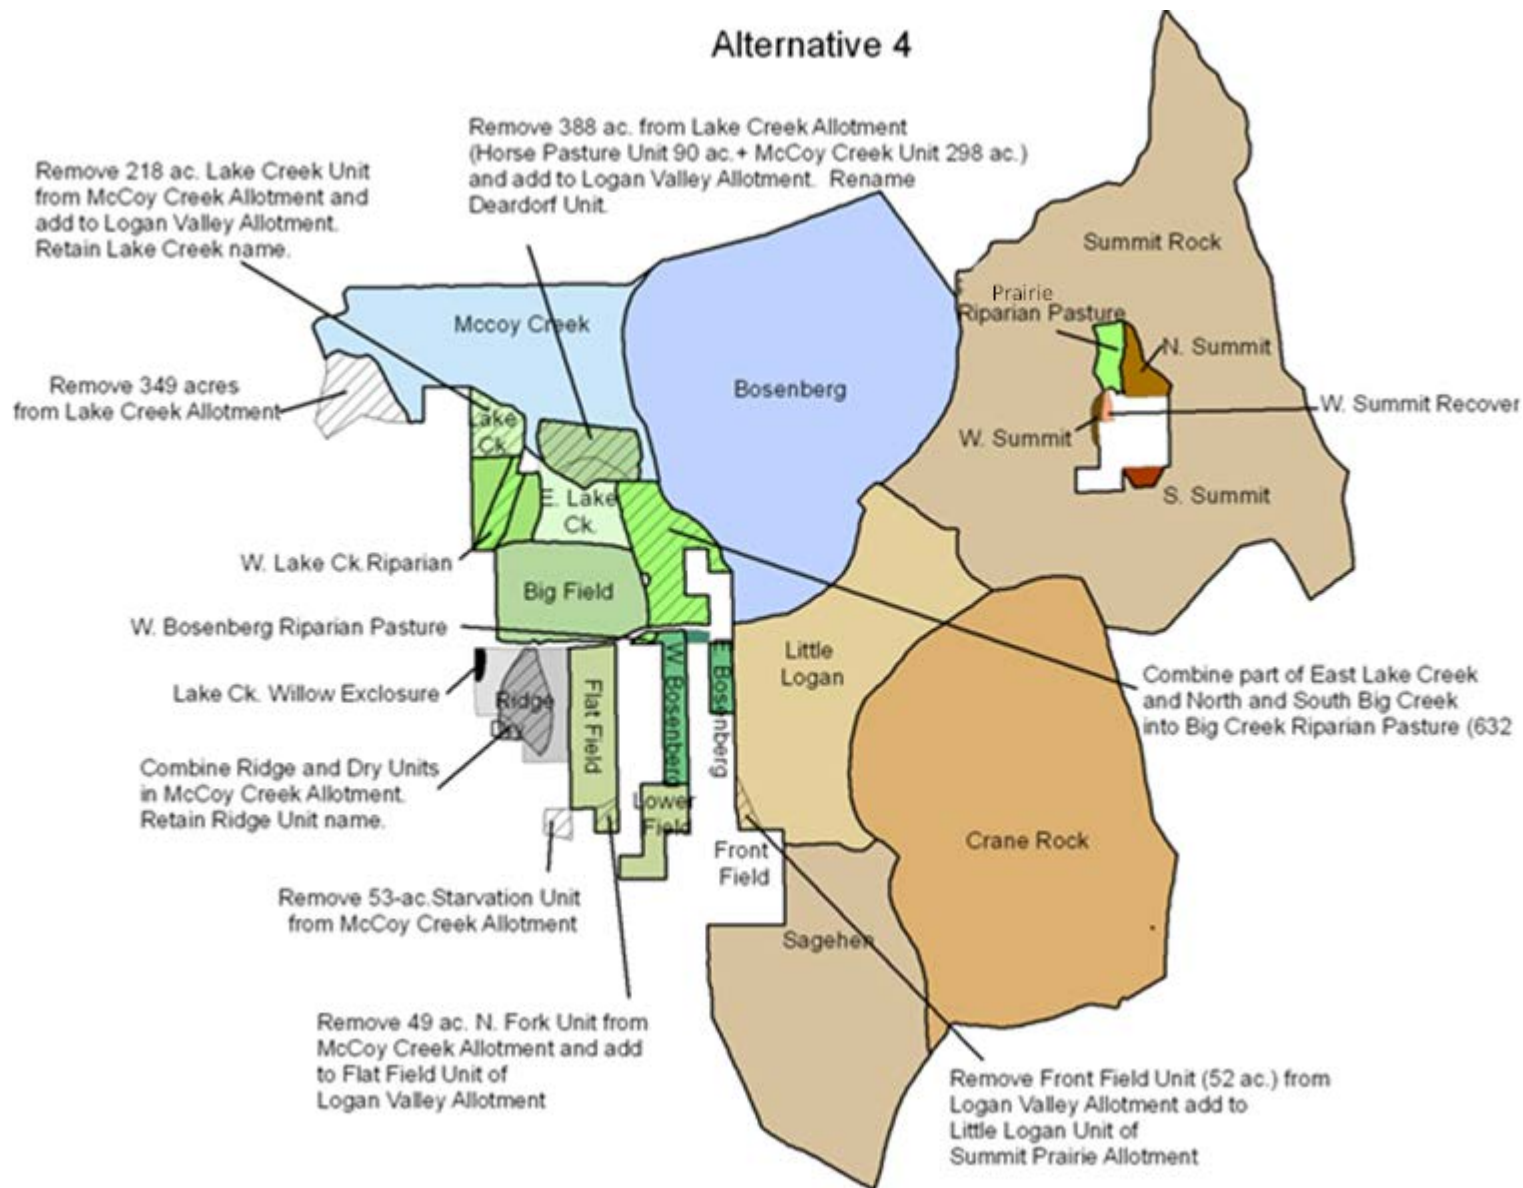 Alternative 4
Remove 388 ac. from Lake Creek Allotment
(Horse Pasture Unit 90 ac.+ McCoy Creek Unit 298 ac.)
and add to Logan Valley Allotment. Rename
Deardorf Unit.
Remove 218 ac. Lake Creek Unit
from McCoy Creek Allotment and
add to Logan Valley Allotment.
Retain Lake Creek name.
Summit Rock
Prairie
Riparian Pasture
Mccoy Creek
N. Summit
Remove 349 acres
from Lake Creek Allotment
Bosenberg
W. Summit Recover
Lake
Ck.
W. Summit
S. Summit
E. Lake
Ck.
W. Lake Ck.Riparian
Big Field
W. Bosenberg Riparian Pasture
Little
Logan
Lake Ck. Willow Exclosure
Ridge
Dry
Flat Field
W. Bosenberg
E. Bosenberg
Combine part of East Lake Creek
and North and South Big Creek
into Big Creek Riparian Pasture (632
Combine Ridge and Dry Units
in McCoy Creek Allotment.
Retain Ridge Unit name.
Lower
Field
Front
Field
Crane Rock
Remove 53-ac.Starvation Unit
from McCoy Creek Allotment
Sagehen
Remove 49 ac. N. Fork Unit from
McCoy Creek Allotment and add
to Flat Field Unit of
Logan Valley Allotment
Remove Front Field Unit (52 ac.) from
Logan Valley Allotment add to
Little Logan Unit of
Summit Prairie Allotment